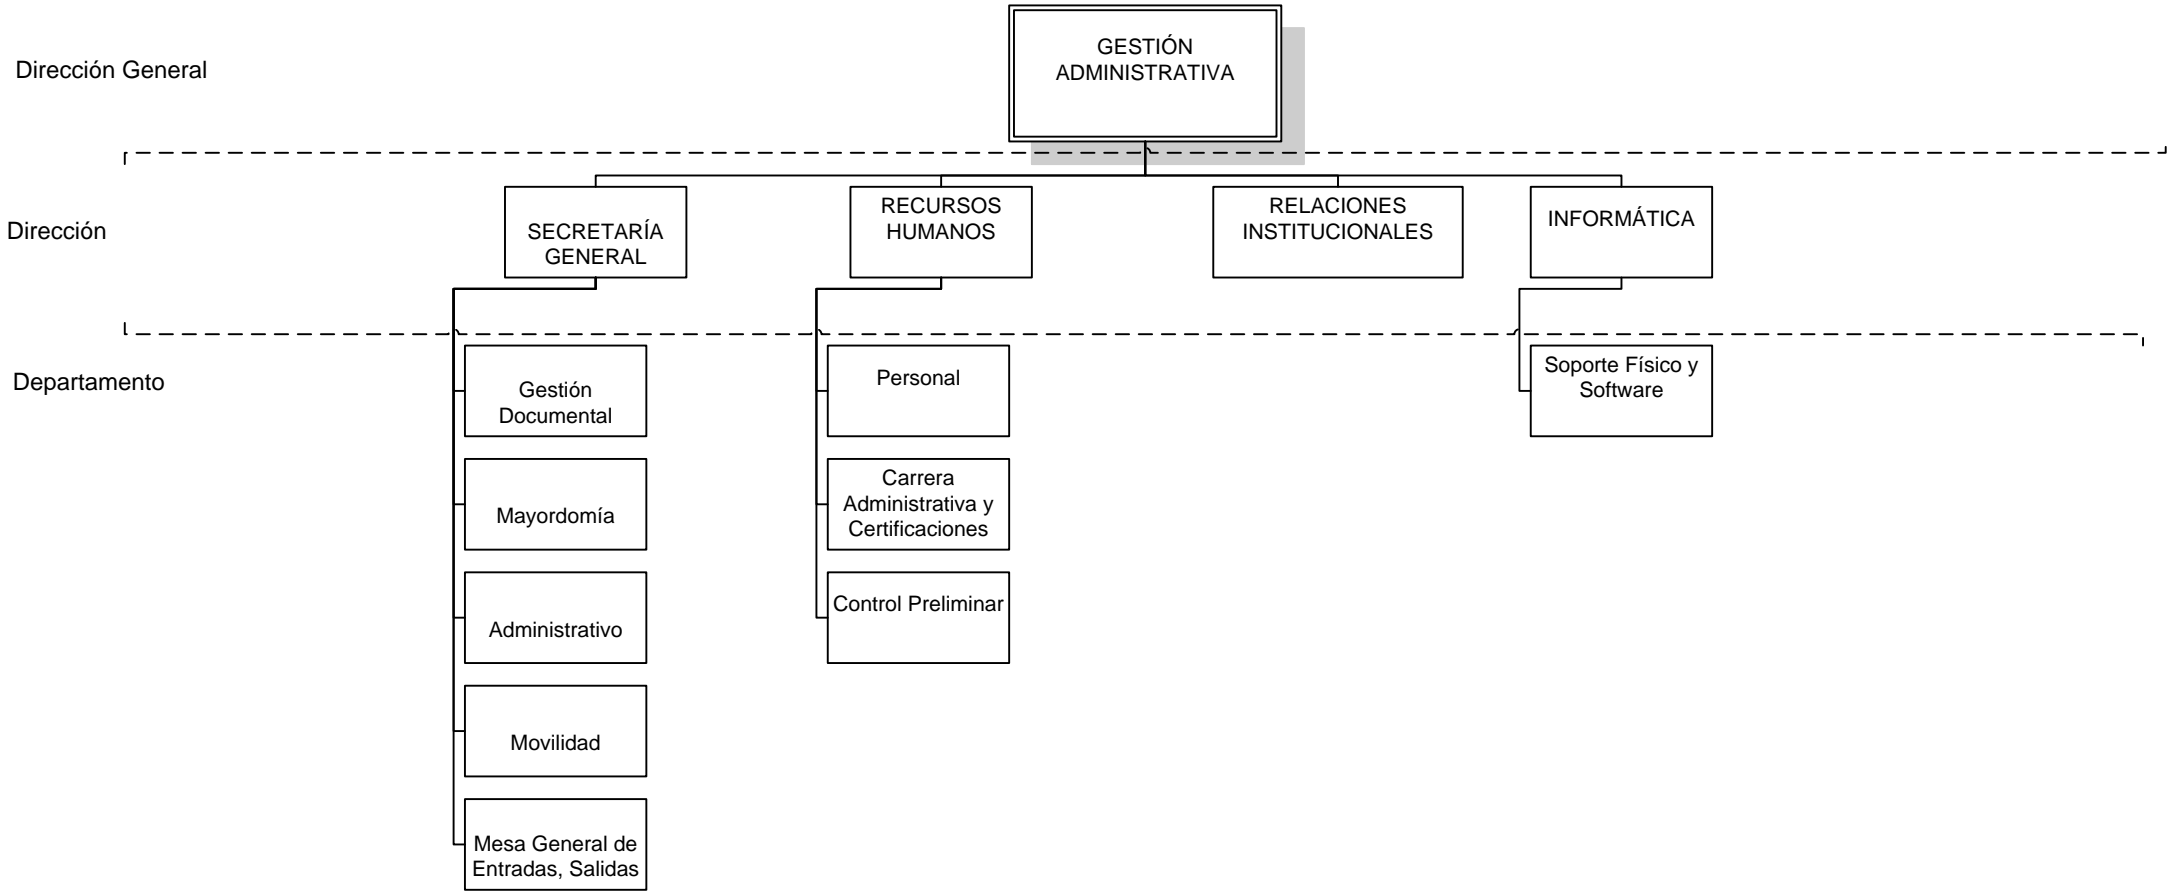 Dirección General
GESTIÓN
ADMINISTRATIVA
Dirección
SECRETARÍA
GENERAL
RECURSOS
HUMANOS
RELACIONES
INSTITUCIONALES
INFORMÁTICA
Departamento
Gestión
Documental
Mayordomía
Administrativo
Movilidad
Mesa General de
Entradas, Salidas
Personal
Carrera
Administrativa y
Certificaciones
Control Preliminar
Soporte Físico y
Software